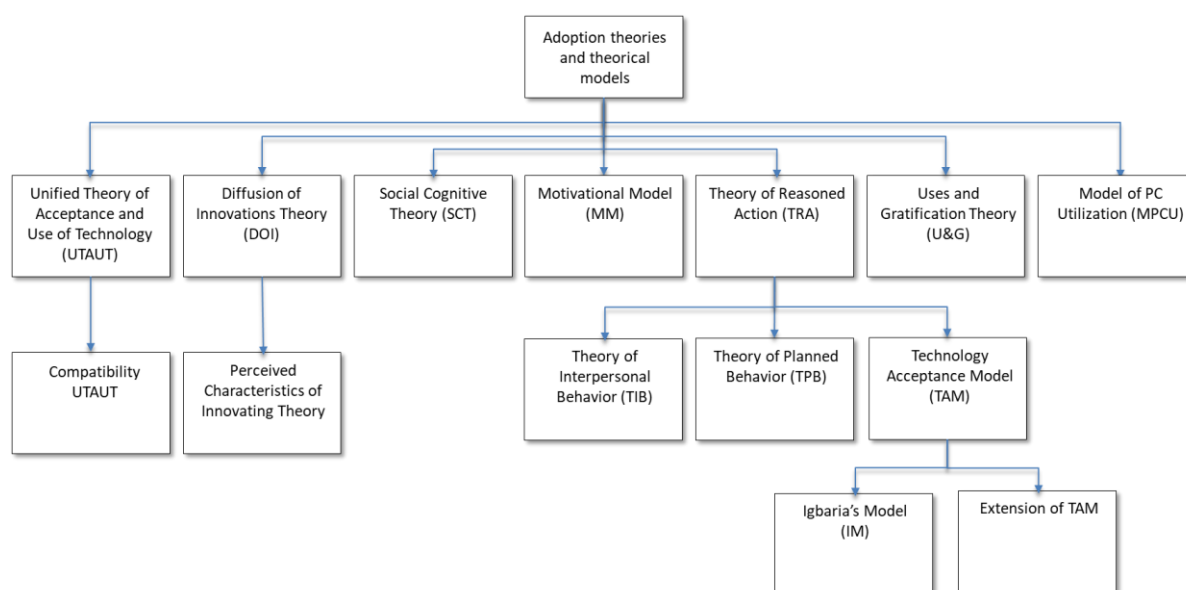 Adoption theories
and theorical
models
Unified Theory of
Acceptance and
Use of Technology
(UTAUT)
Diffusion of
Innovations Theory
(DOI)
Social Cognitive
Theory (SCT)
Motivational Model
(MM)
Theory of Reasoned
Action (TRA)
Uses and
Gratification Theory
(U&G)
Model of PC
Utilization (MPCU)
Compatibility
UTAUT
Perceived
Characteristics of
Innovating Theory
Theory of
Interpersonal
Behavior (TIB)
Theory of Planned
Behavior (TPB)
Technology
Acceptance Model
(TAM)
Igbaria’s Model
(IM)
Extension of TAM